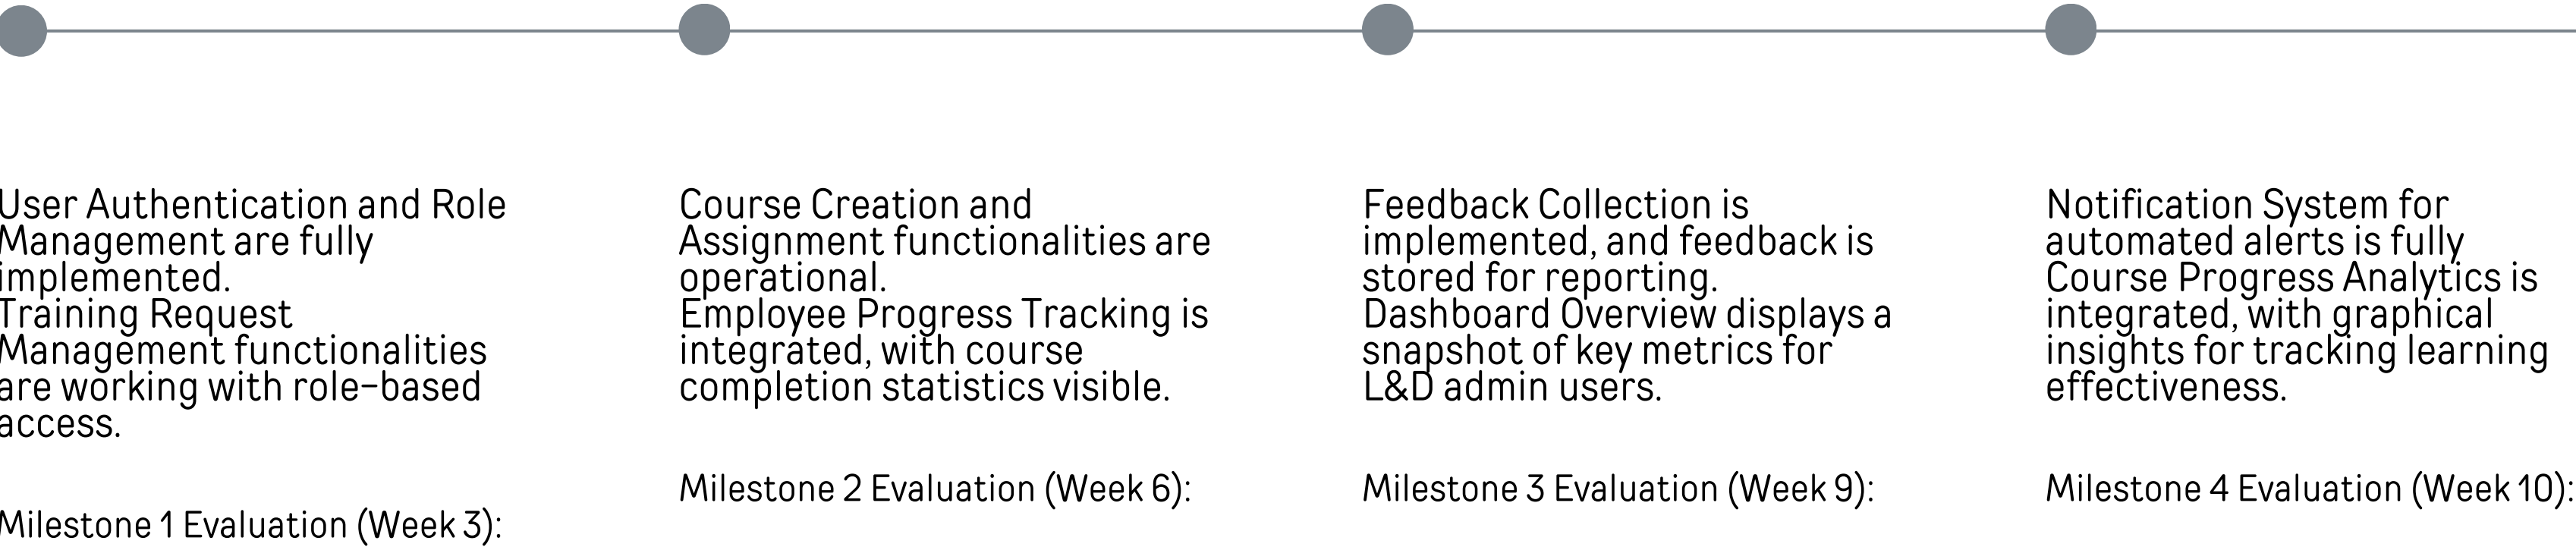 User Authentication and Role
Management are fully
implemented.
Training Request
Management functionalities
are working with role-based
access.
Milestone 1 Evaluation (Week 3):
Course Creation and
Assignment functionalities are
operational.
Employee Progress Tracking is
integrated, with course
completion statistics visible.
Milestone 2 Evaluation (Week 6):
Feedback Collection is
implemented, and feedback is
stored for reporting.
Dashboard Overview displays a
snapshot of key metrics for
L&D admin users.
Milestone 3 Evaluation (Week 9):
Notification System for
automated alerts is fully
Course Progress Analytics is
integrated, with graphical
insights for tracking learning
effectiveness.
Milestone 4 Evaluation (Week 10):